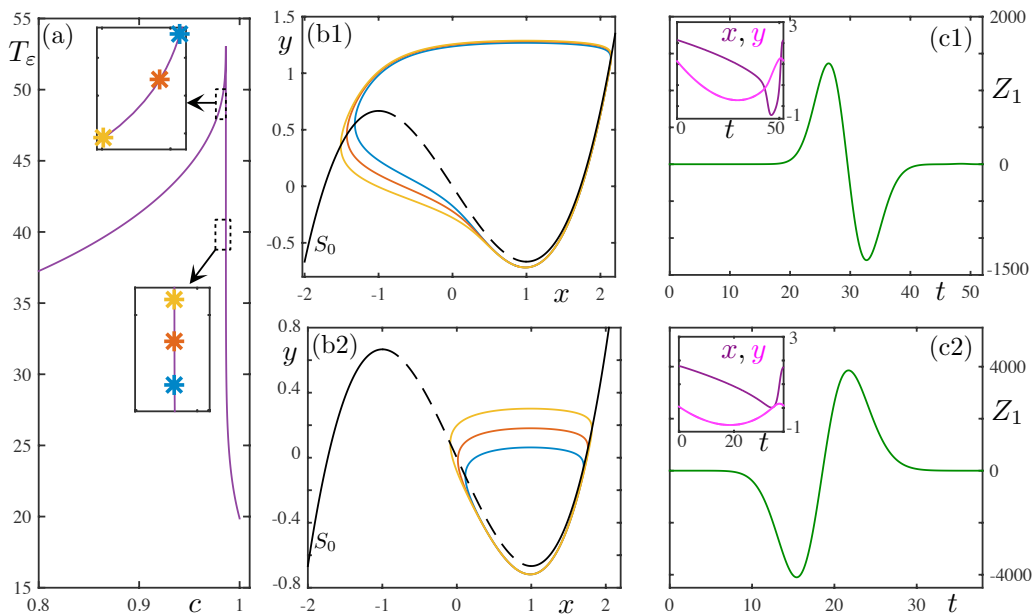 (a)
T_ε
55
50
45
40
35
30
25
20
15
0.8
0.9
c
1
(b1)
y
1.5
1
0.5
0
-0.5
S_0
-2
-1
0
1
x
2
(b2)
y
0.8
0.4
0
-0.4
-0.8
S_0
-2
-1
0
1
x
2
(c1)
2000
Z_1
0
-1500
0
10
20
30
40
t
50
x, y
3
-1
0
t
50
(c2)
4000
Z_1
0
-4000
0
10
20
30
t
x, y
3
-1
0
20
t